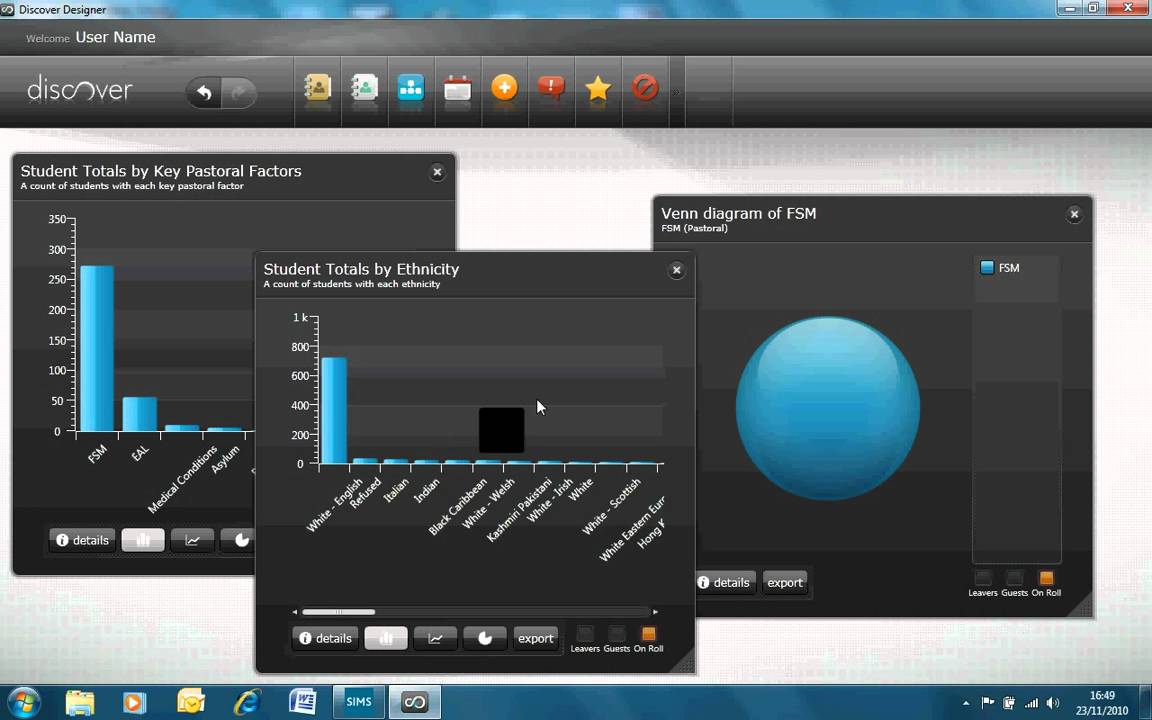 Discover Designer
Welcome User Name
discover
Student Totals by Key Pastoral Factors
A count of students with each key pastoral factor
350
300
250
200
150
100
50
0
FSM
EAL
Medical Conditions
Asylum
details
Student Totals by Ethnicity
A count of students with each ethnicity
1 k
800
600
400
200
0
White - English
Refused
Italian
Indian
Black Caribbean
White - Welsh
Kashmiri Pakistani
White - Irish
White
White - Scottish
White Eastern Eur
Hong K
details
export
Leavers Guests On Roll
Venn diagram of FSM
FSM (Pastoral)
FSM
details
export
Leavers Guests On Roll
SIMS
16:49
23/11/2010